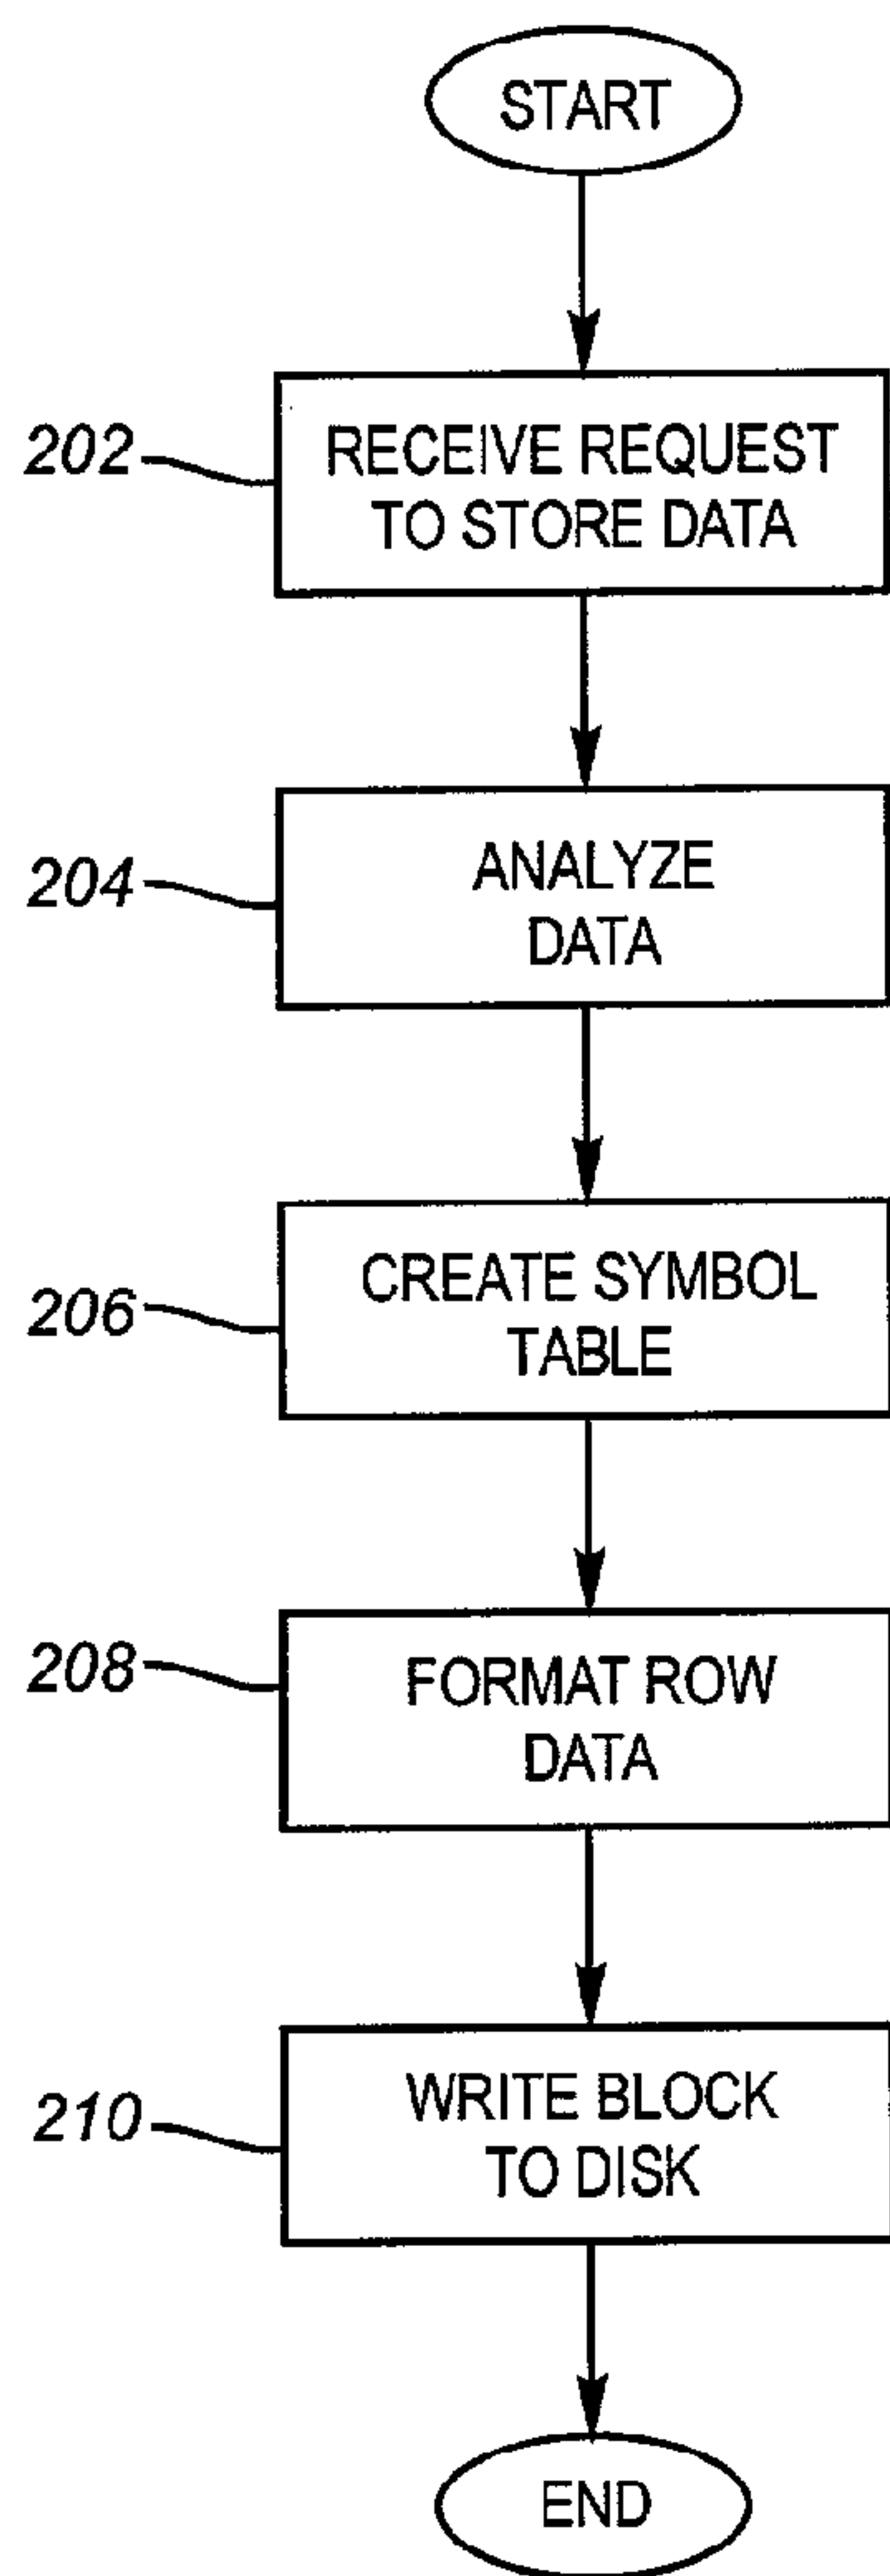 START
202
RECEIVE REQUEST
TO STORE DATA
204
ANALYZE
DATA
206
CREATE SYMBOL
TABLE
208
FORMAT ROW
DATA
210
WRITE BLOCK
TO DISK
END